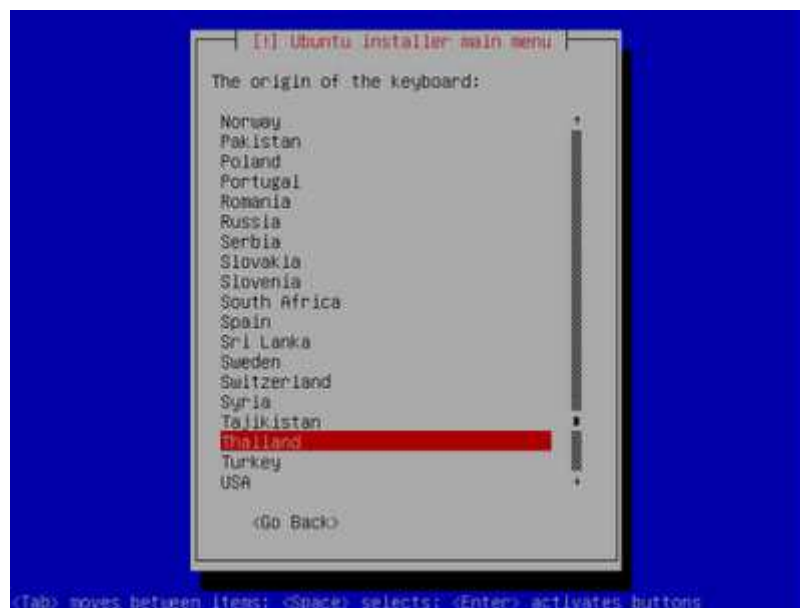 [!] Ubuntu installer main menu
The origin of the keyboard:
Norway
Pakistan
Poland
Portugal
Romania
Russia
Serbia
Slovakia
Slovenia
South Africa
Spain
Sri Lanka
Sweden
Switzerland
Syria
Tajikistan
Thailand
Turkey
USA
<Go Back>
<Tab> moves between items; <Space> selects; <Enter> activates buttons